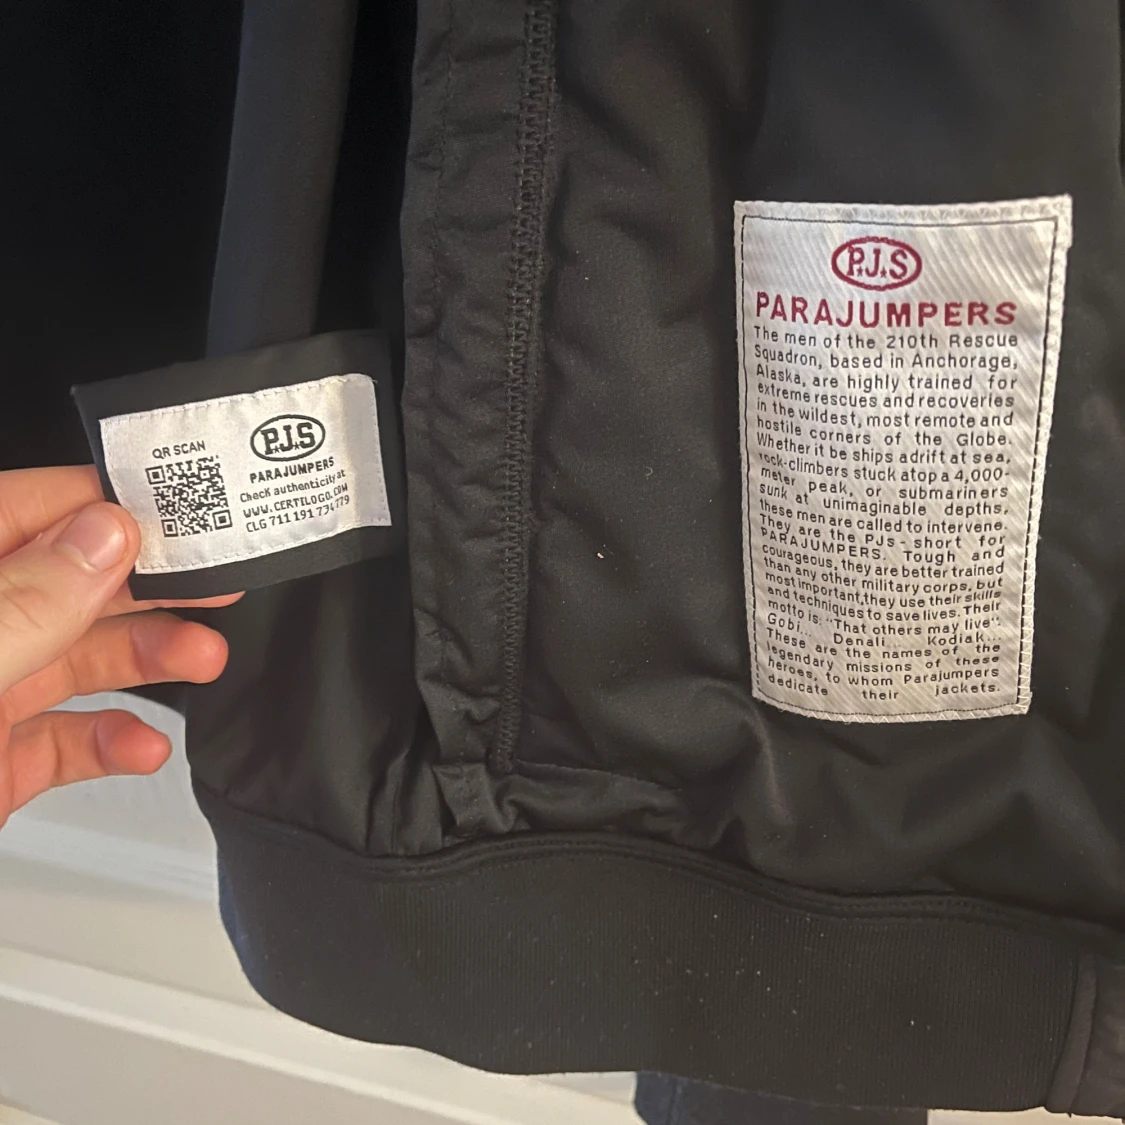 QR SCAN
P.J.S
PARAJUMPERS
Check authenticity at
WWW.CERTILOGO.COM
CLG 711 191 734 779
P.J.S
PARAJUMPERS
The men of the 210th Rescue
Squadron, based in Anchorage,
Alaska, are highly trained for
extreme rescues and recoveries
in the wildest, most remote and
hostile corners of the Globe.
Whether it be ships adrift at sea,
rock-climbers stuck atop a 4,000-
meter peak, or submariners
sunk at unimaginable depths,
these men are called to intervene.
They are the PJs - short for
PARAJUMPERS. Tough and
courageous, they are better trained
than any other military corps, but
most important,they use their skills
and techniques to save lives. Their
motto is: "That others may live".
Gobi... Denali... Kodiak...
These are the names of the
legendary missions of these
heroes, to whom Parajumpers
dedicate their jackets.